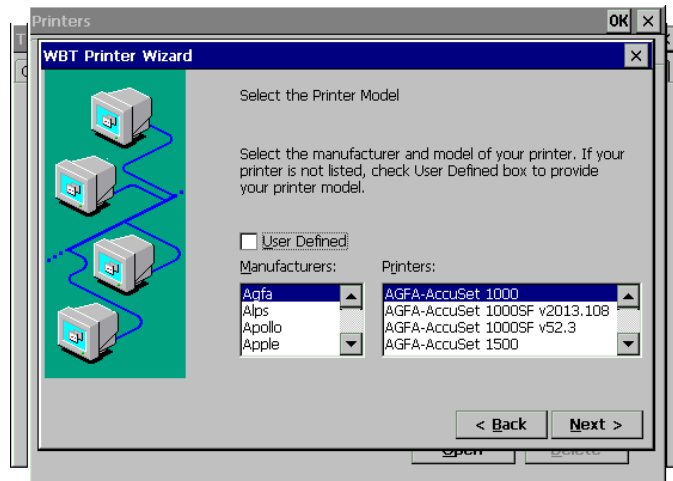 Printers OK
WBT Printer Wizard
Select the Printer Model
Select the manufacturer and model of your printer. If your
printer is not listed, check User Defined box to provide
your printer model.
User Defined
Manufacturers: Printers:
Agfa AGFA-AccuSet 1000
Alps AGFA-AccuSet 1000SF v2013.108
Apollo AGFA-AccuSet 1000SF v52.3
Apple AGFA-AccuSet 1500
< Back Next >
Open Delete